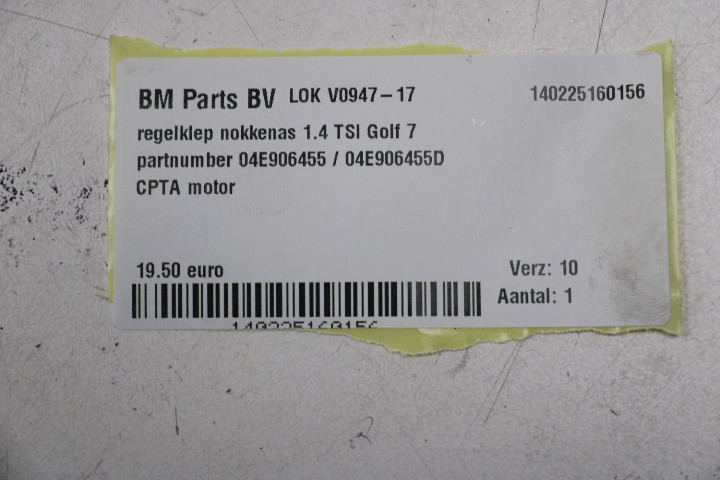 BM Parts BV LOK V0947-17 140225160156
regelklep nokkenas 1.4 TSI Golf 7
partnumber 04E906455 / 04E906455D
CPTA motor
19.50 euro Verz: 10
Aantal: 1
140225160156